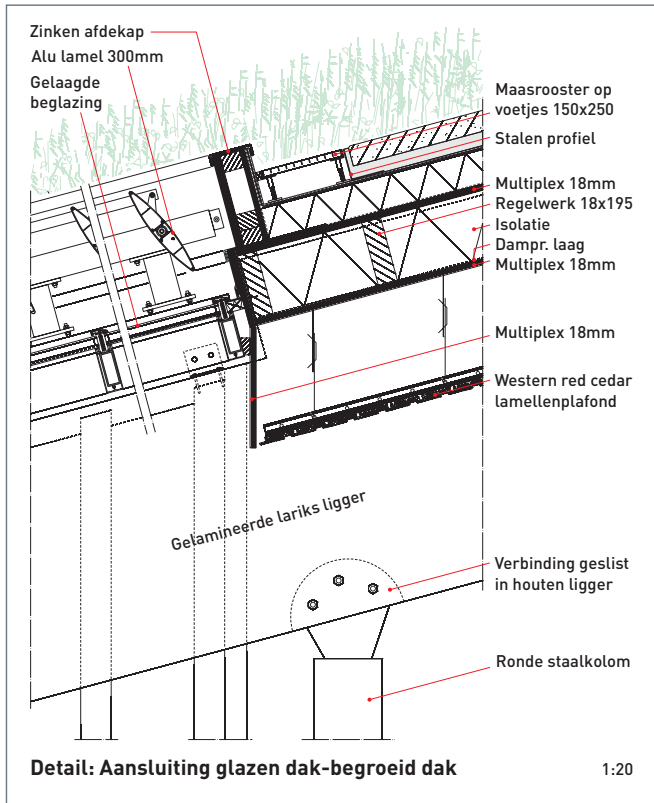 Zinken afdekap
Alu lamel 300mm
Gelaagde
beglazing
Maasrooster op
voetjes 150x250
Stalen profiel
Multiplex 18mm
Regelwerk 18x195
Isolatie
Dampr. laag
Multiplex 18mm
Multiplex 18mm
Western red cedar
lamellenplafond
Gelamineerde lariks ligger
Verbinding geslist
in houten ligger
Ronde staalkolom
Detail: Aansluiting glazen dak-begroeid dak
1:20